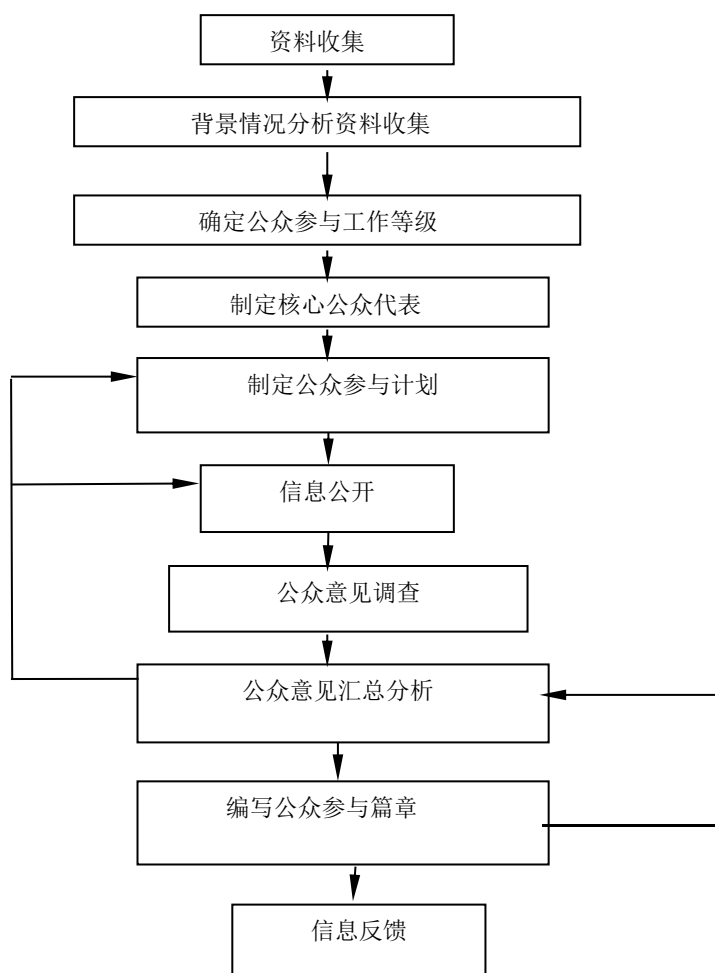 资料收集
背景情况分析资料收集
确定公众参与工作等级
制定核心公众代表
制定公众参与计划
信息公开
公众意见调查
公众意见汇总分析
编写公众参与篇章
信息反馈